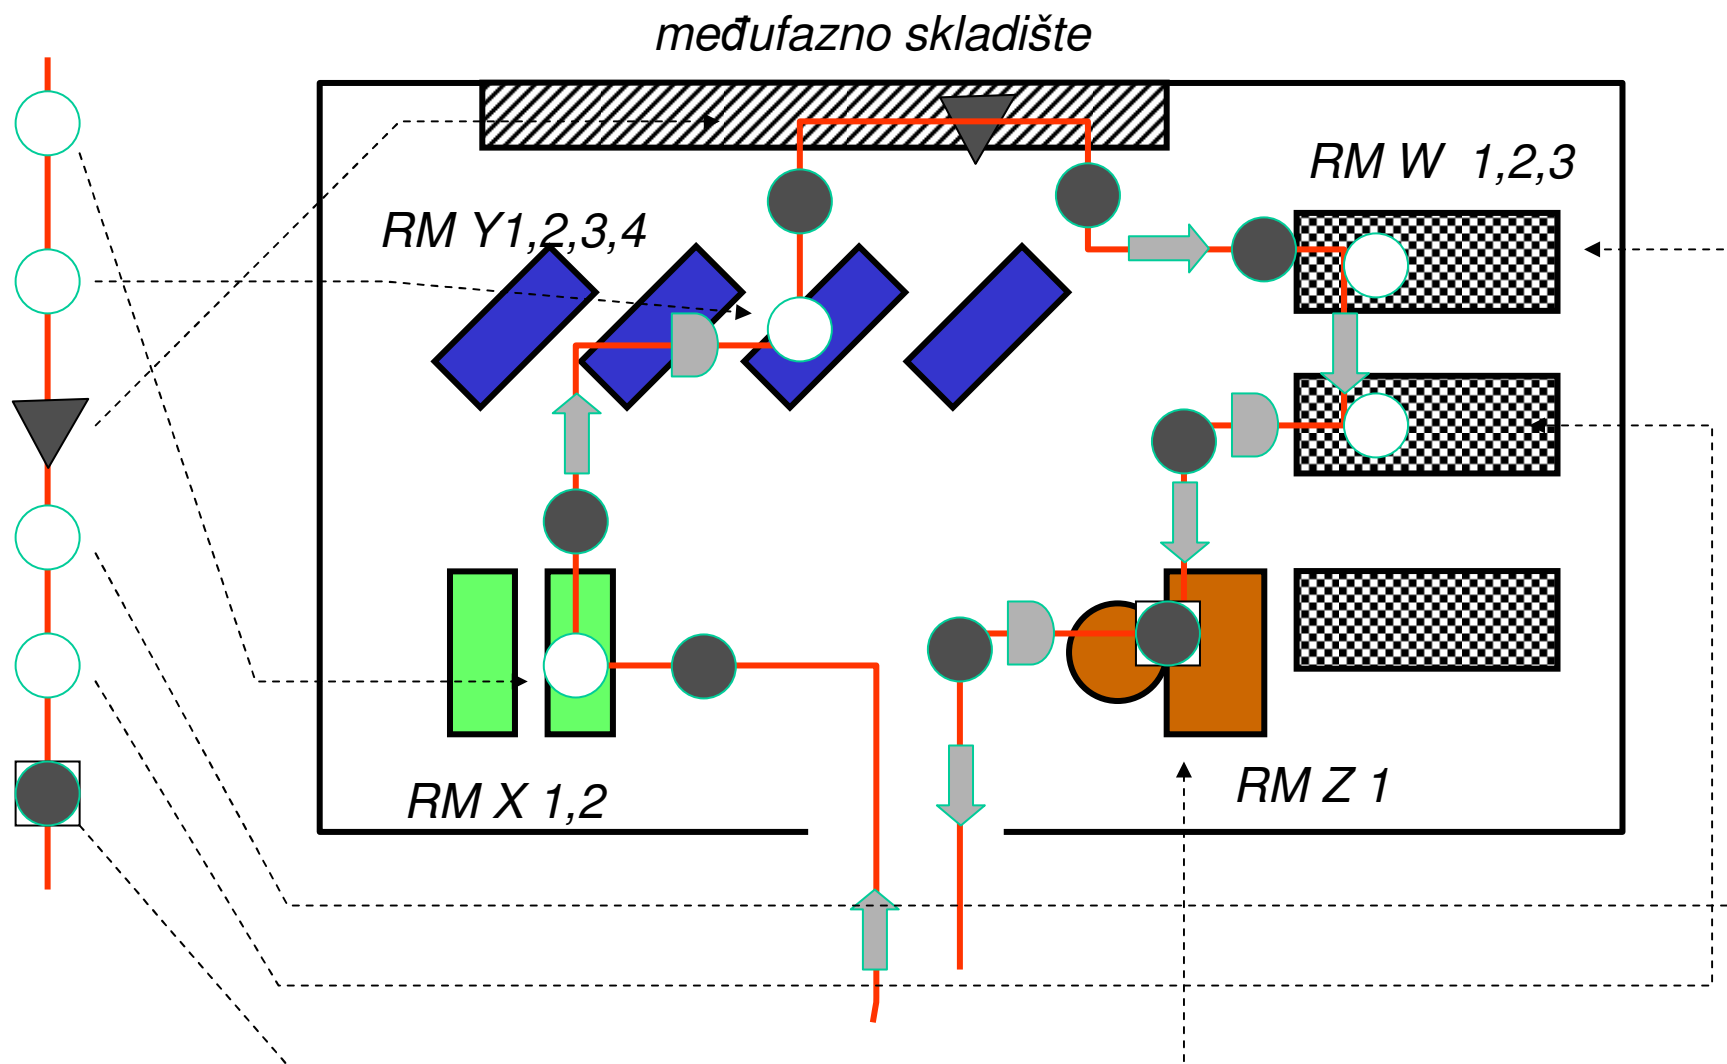 međufazno skladište
RM W 1,2,3
RM Y1,2,3,4
RM Z 1
RM X 1,2